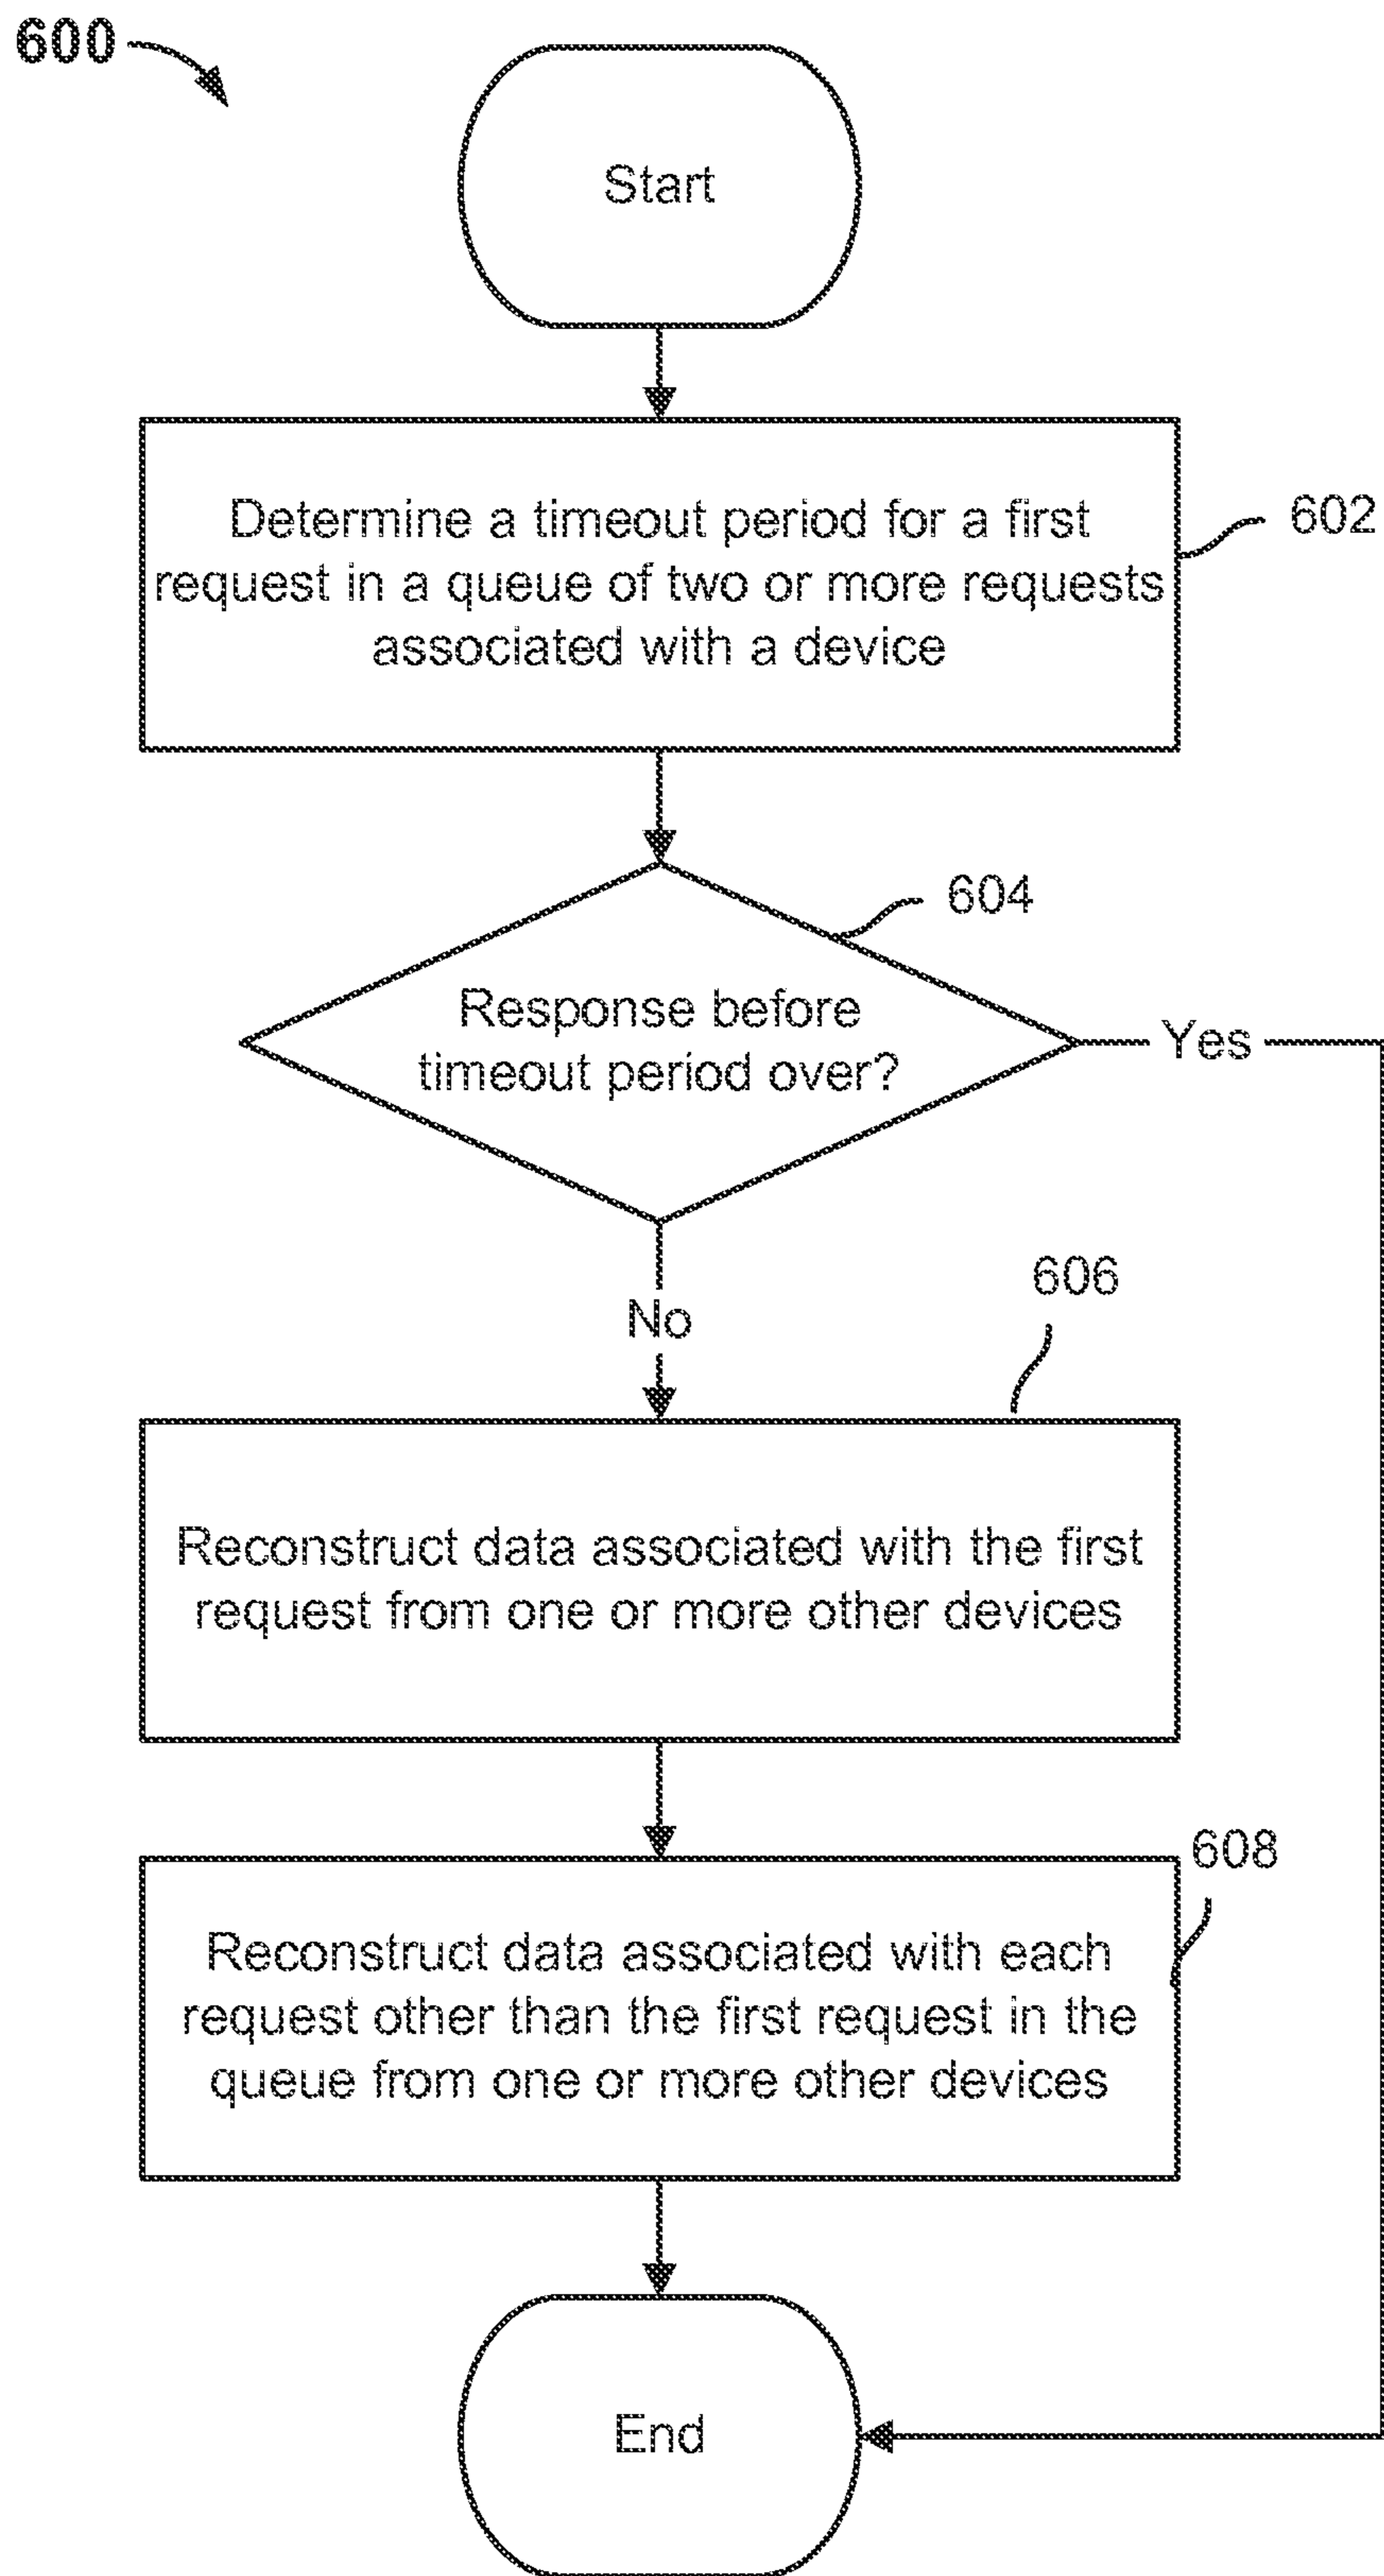 600
Start
Determine a timeout period for a first
request in a queue of two or more requests
associated with a device
602
604
Response before
timeout period over?
Yes
No
606
Reconstruct data associated with the first
request from one or more other devices
608
Reconstruct data associated with each
request other than the first request in the
queue from one or more other devices
End